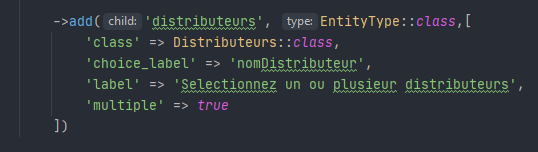 ->add( child: 'distributeurs', type: EntityType::class,[
'class' => Distributeurs::class,
'choice_label' => 'nomDistributeur',
'label' => 'Selectionnez un ou plusieur distributeurs',
'multiple' => true
])